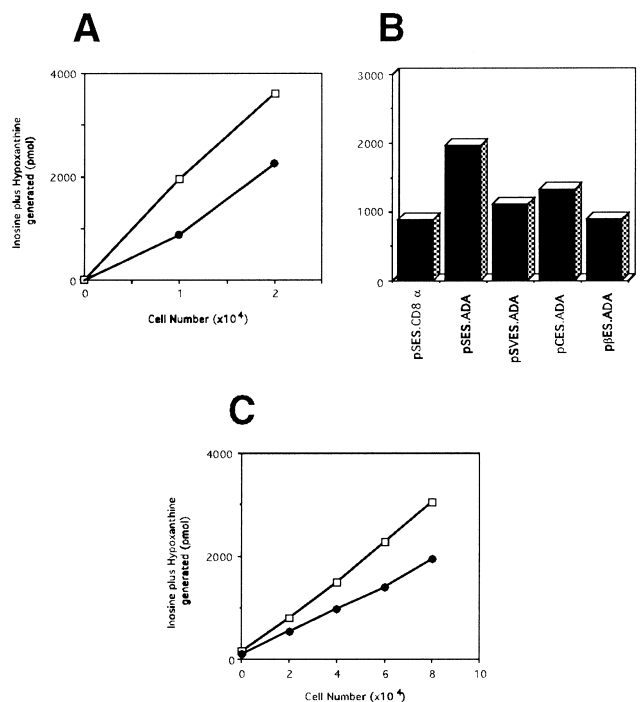 A
4000
2000
0
Inosine plus Hypoxanthine
generated (pmol)
0 1 2
Cell Number (x10⁴)
B
3000
2000
1000
0
pSES.CD8 α
pSES.ADA
pSVES.ADA
pCES.ADA
pβES.ADA
C
4000
2000
0
Inosine plus Hypoxanthine
generated (pmol)
0 2 4 6 8 10
Cell Number (x10⁴)